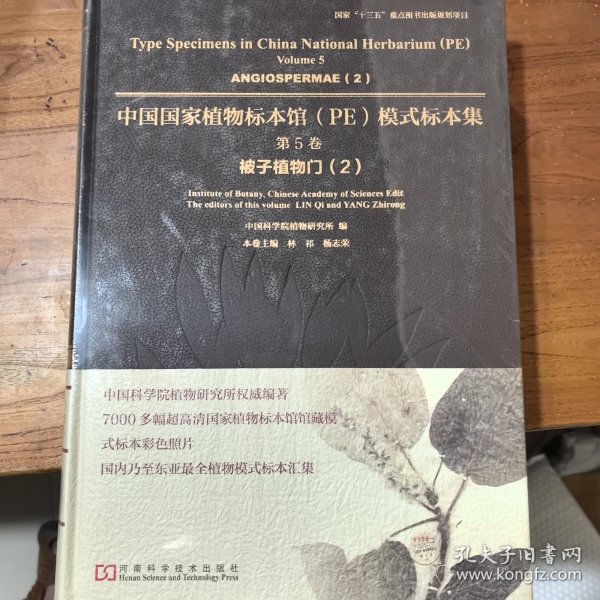 国家“十三五”重点图书出版规划项目
Type Specimens in China National Herbarium (PE)
Volume 5
ANGIOSPERMAE (2)
中国国家植物标本馆（PE）模式标本集
第5卷
被子植物门（2）
Institute of Botany, Chinese Academy of Sciences Edit
The editors of this volume LIN Qi and YANG Zhirong
中国科学院植物研究所 编
本卷主编 林 祁 杨志荣
中国科学院植物研究所权威编著
7000多幅超高清国家植物标本馆馆藏模
式标本彩色照片
国内乃至东亚最全植物模式标本汇集
河南科学技术出版社
Henan Science and Technology Press
孔夫子旧书网
www.kongfz.com